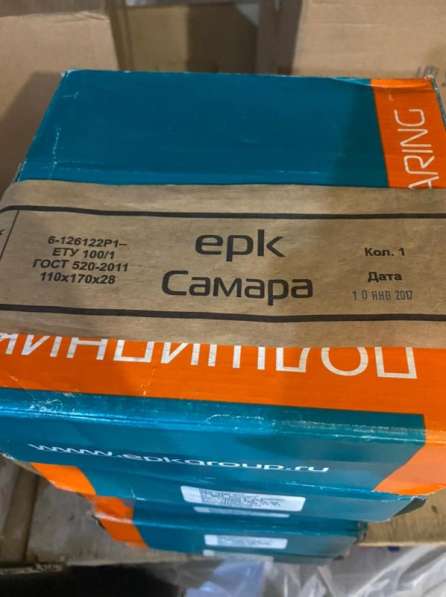 ARING
6-126122Р1–
ЕТУ 100/1
ГОСТ 520-2011
110х170х28
epk
Самара
Кол. 1
Дата
10 ЯНВ 2017
ПОДШИПНИК
www.epkgroup.ru